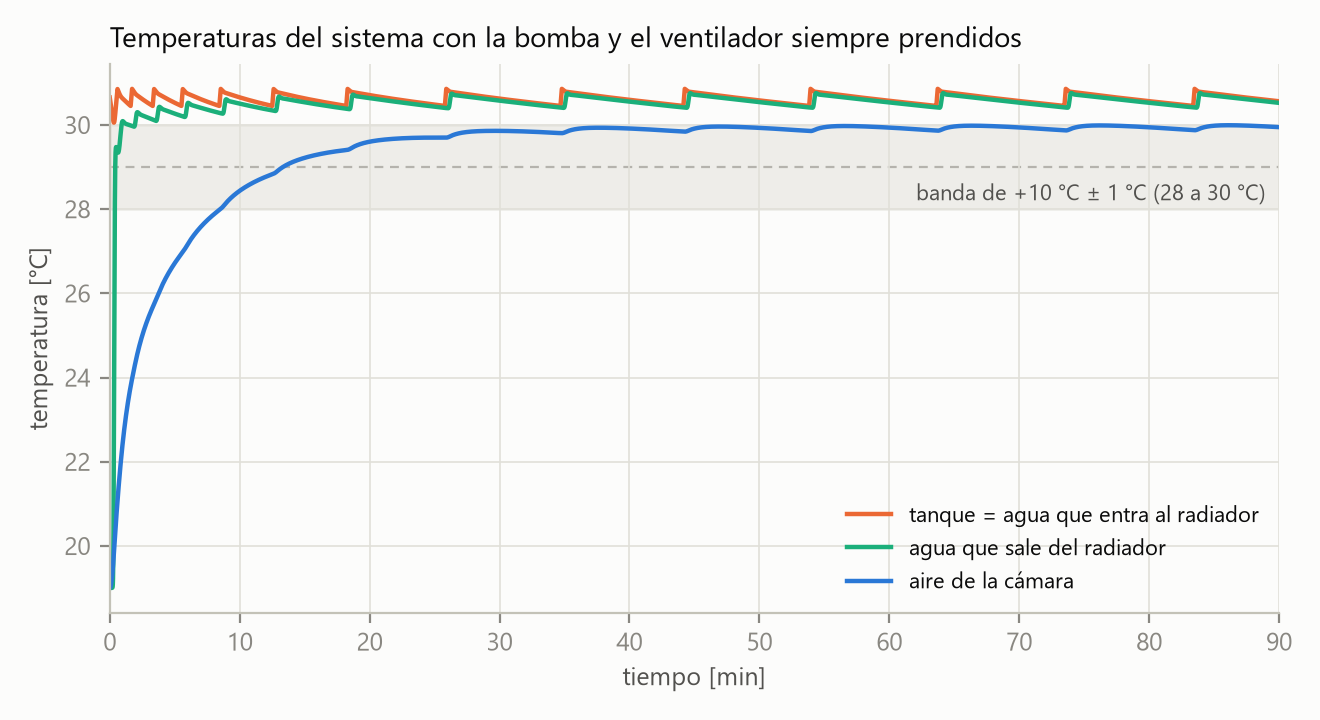 Temperaturas del sistema con la bomba y el ventilador siempre prendidos
temperatura [°C]
30
28
26
24
22
20
banda de +10 °C ± 1 °C (28 a 30 °C)
tanque = agua que entra al radiador
agua que sale del radiador
aire de la cámara
0 10 20 30 40 50 60 70 80 90
tiempo [min]